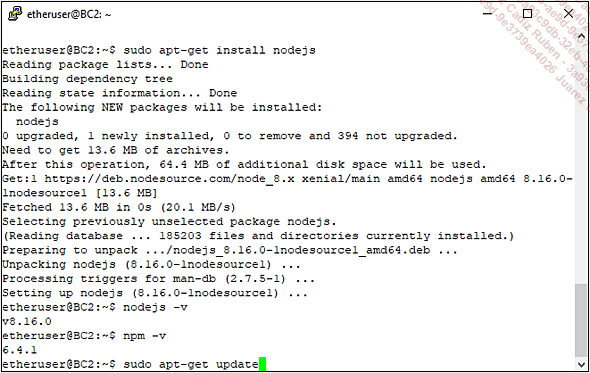 etheruser@BC2: ~
etheruser@BC2:~$ sudo apt-get install nodejs
Reading package lists... Done
Building dependency tree
Reading state information... Done
The following NEW packages will be installed:
  nodejs
0 upgraded, 1 newly installed, 0 to remove and 394 not upgraded.
Need to get 13.6 MB of archives.
After this operation, 64.4 MB of additional disk space will be used.
Get:1 https://deb.nodesource.com/node_8.x xenial/main amd64 nodejs amd64 8.16.0-
1nodesource1 [13.6 MB]
Fetched 13.6 MB in 0s (20.1 MB/s)
Selecting previously unselected package nodejs.
(Reading database ... 185203 files and directories currently installed.)
Preparing to unpack .../nodejs_8.16.0-1nodesource1_amd64.deb ...
Unpacking nodejs (8.16.0-1nodesource1) ...
Processing triggers for man-db (2.7.5-1) ...
Setting up nodejs (8.16.0-1nodesource1) ...
etheruser@BC2:~$ nodejs -v
v8.16.0
etheruser@BC2:~$ npm -v
6.4.1
etheruser@BC2:~$ sudo apt-get update